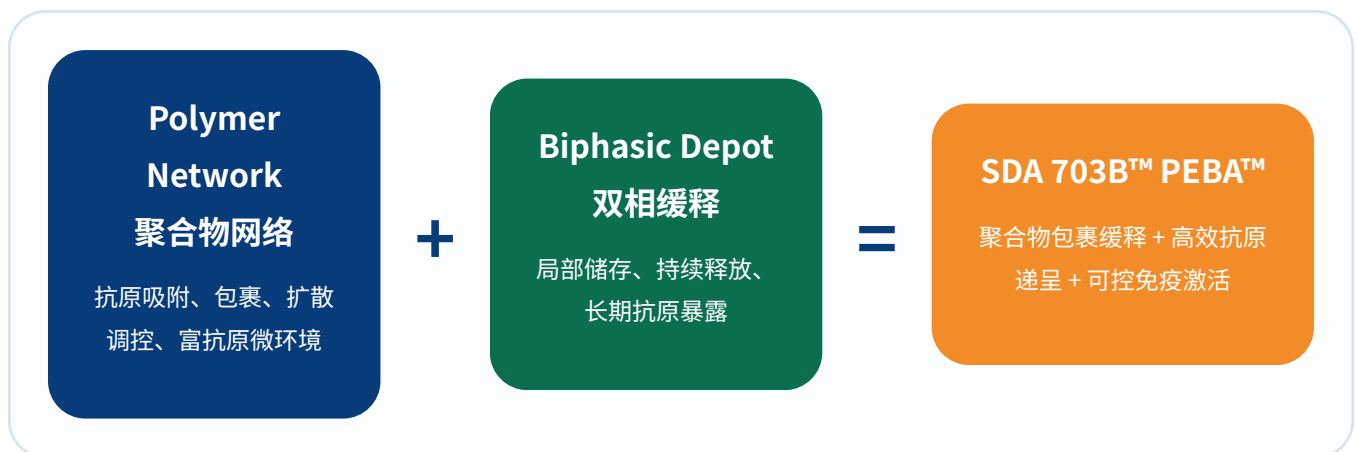 Polymer
Network
聚合物网络
抗原吸附、包裹、扩散
调控、富抗原微环境
+
Biphasic Depot
双相缓释
局部储存、持续释放、
长期抗原暴露
=
SDA 703B™ PEBA™
聚合物包裹缓释 + 高效抗原
递呈 + 可控免疫激活